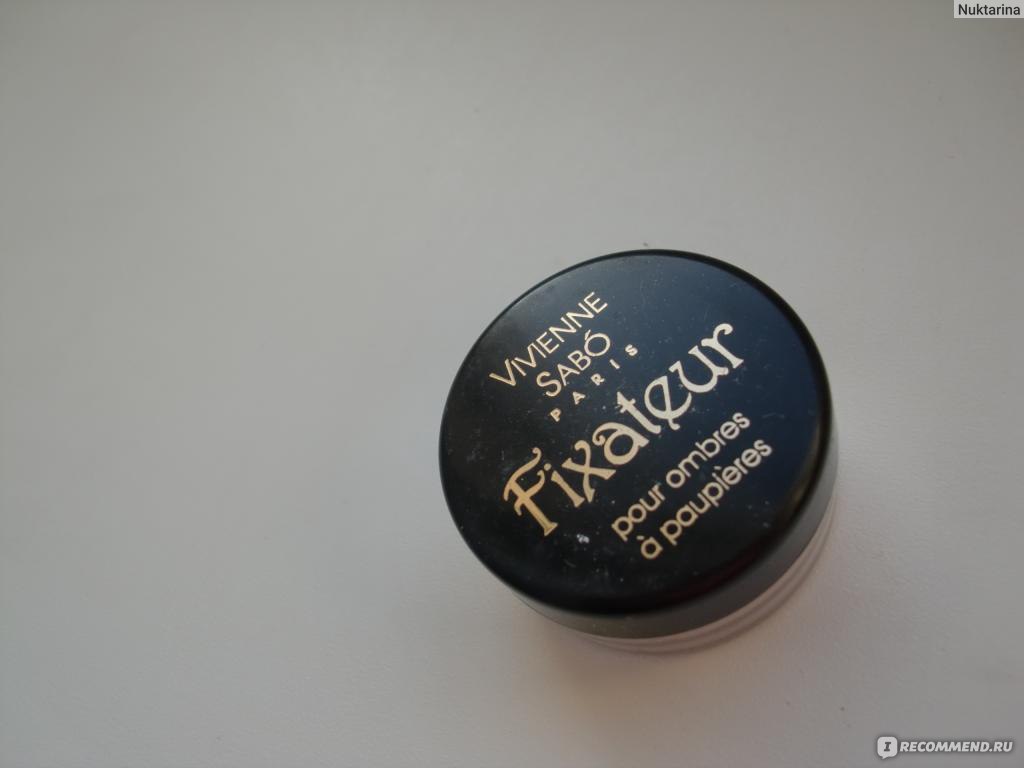 Nuktarina
VIVIENNE
SABÓ
PARIS
Fixateur
pour ombres
à paupières
I RECOMMEND.RU